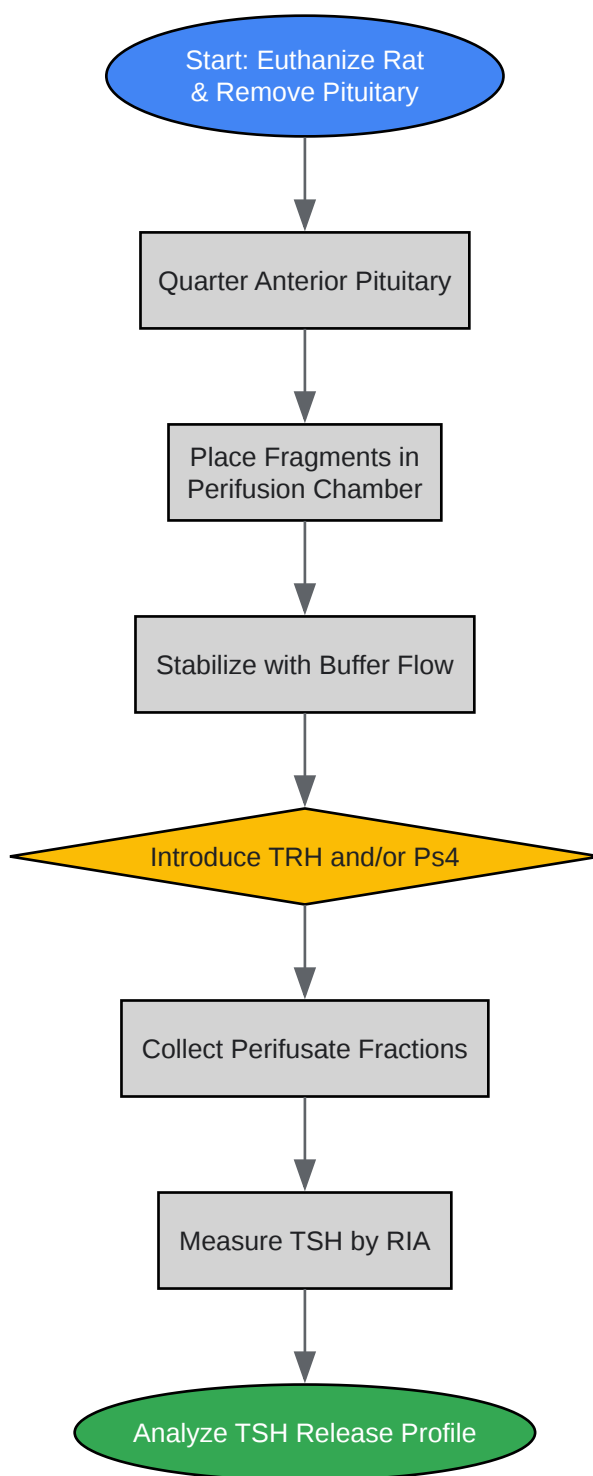 Start: Euthanize Rat
& Remove Pituitary
Quarter Anterior Pituitary
Place Fragments in
Perifusion Chamber
Stabilize with Buffer Flow
Introduce TRH and/or Ps4
Collect Perifusate Fractions
Measure TSH by RIA
Analyze TSH Release Profile